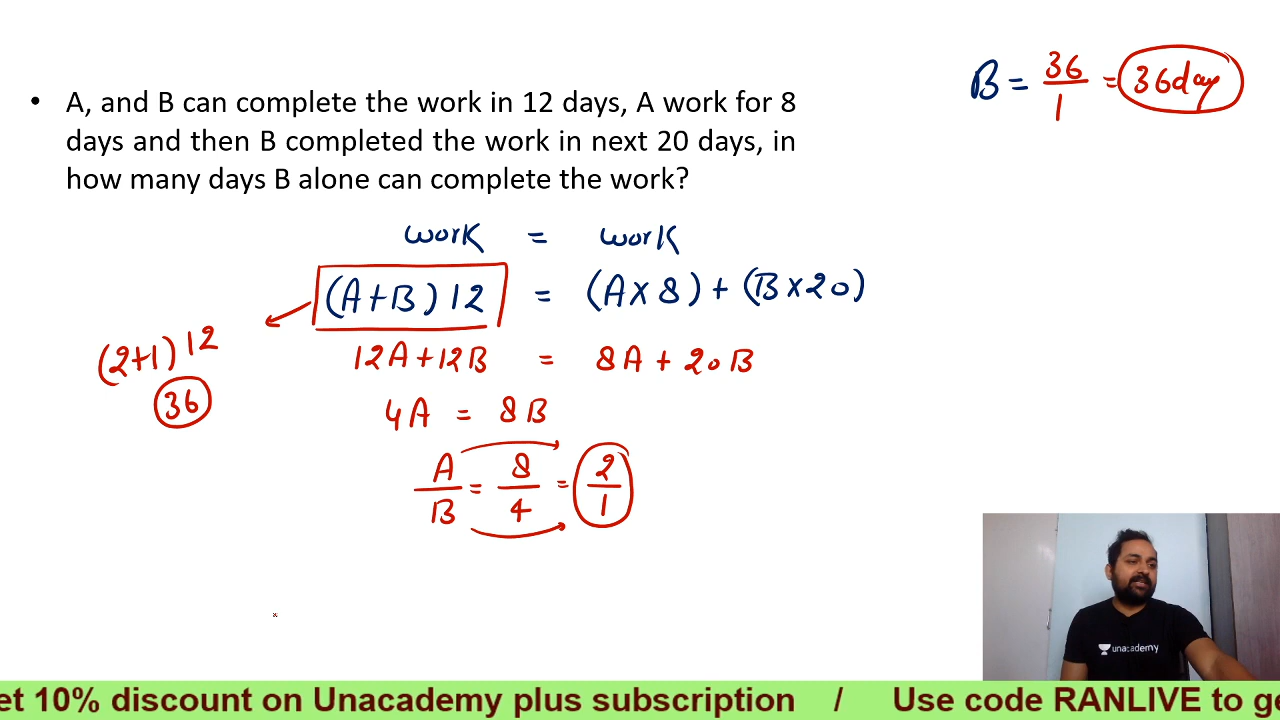 B = 36/1 = 36day
• A, and B can complete the work in 12 days, A work for 8
days and then B completed the work in next 20 days, in
how many days B alone can complete the work?
work = work
(A+B) 12 = (A×8) + (B×20)
(2+1) 12
36
12A+12B = 8A + 20B
4A = 8B
A/B = 8/4 = 2/1
unacademy
et 10% discount on Unacademy plus subscription / Use code RANLIVE to ge